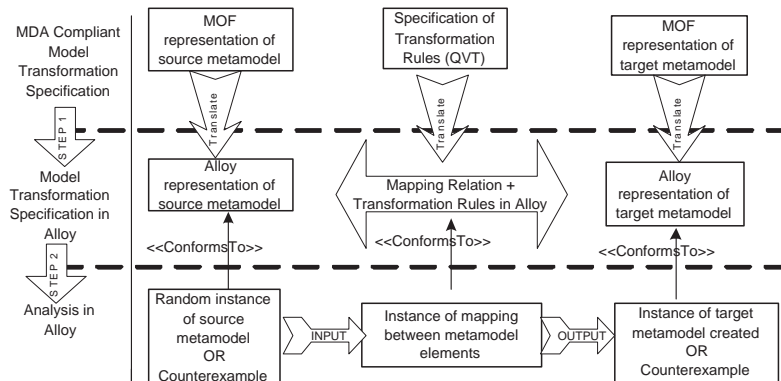 MDA Compliant
Model
Transformation
Specification
STEP 1
Model
Transformation
Specification in
Alloy
STEP 2
Analysis in
Alloy
MOF
representation of
source metamodel
Specification of
Transformation
Rules (QVT)
MOF
representation of
target metamodel
Translate
Translate
Translate
Alloy
representation of
source metamodel
Mapping Relation +
Transformation Rules in Alloy
Alloy
representation of
target metamodel
<<ConformsTo>>
<<ConformsTo>>
<<ConformsTo>>
Random instance
of source
metamodel
OR
Counterexample
INPUT
Instance of mapping
between metamodel
elements
OUTPUT
Instance of target
metamodel created
OR
Counterexample